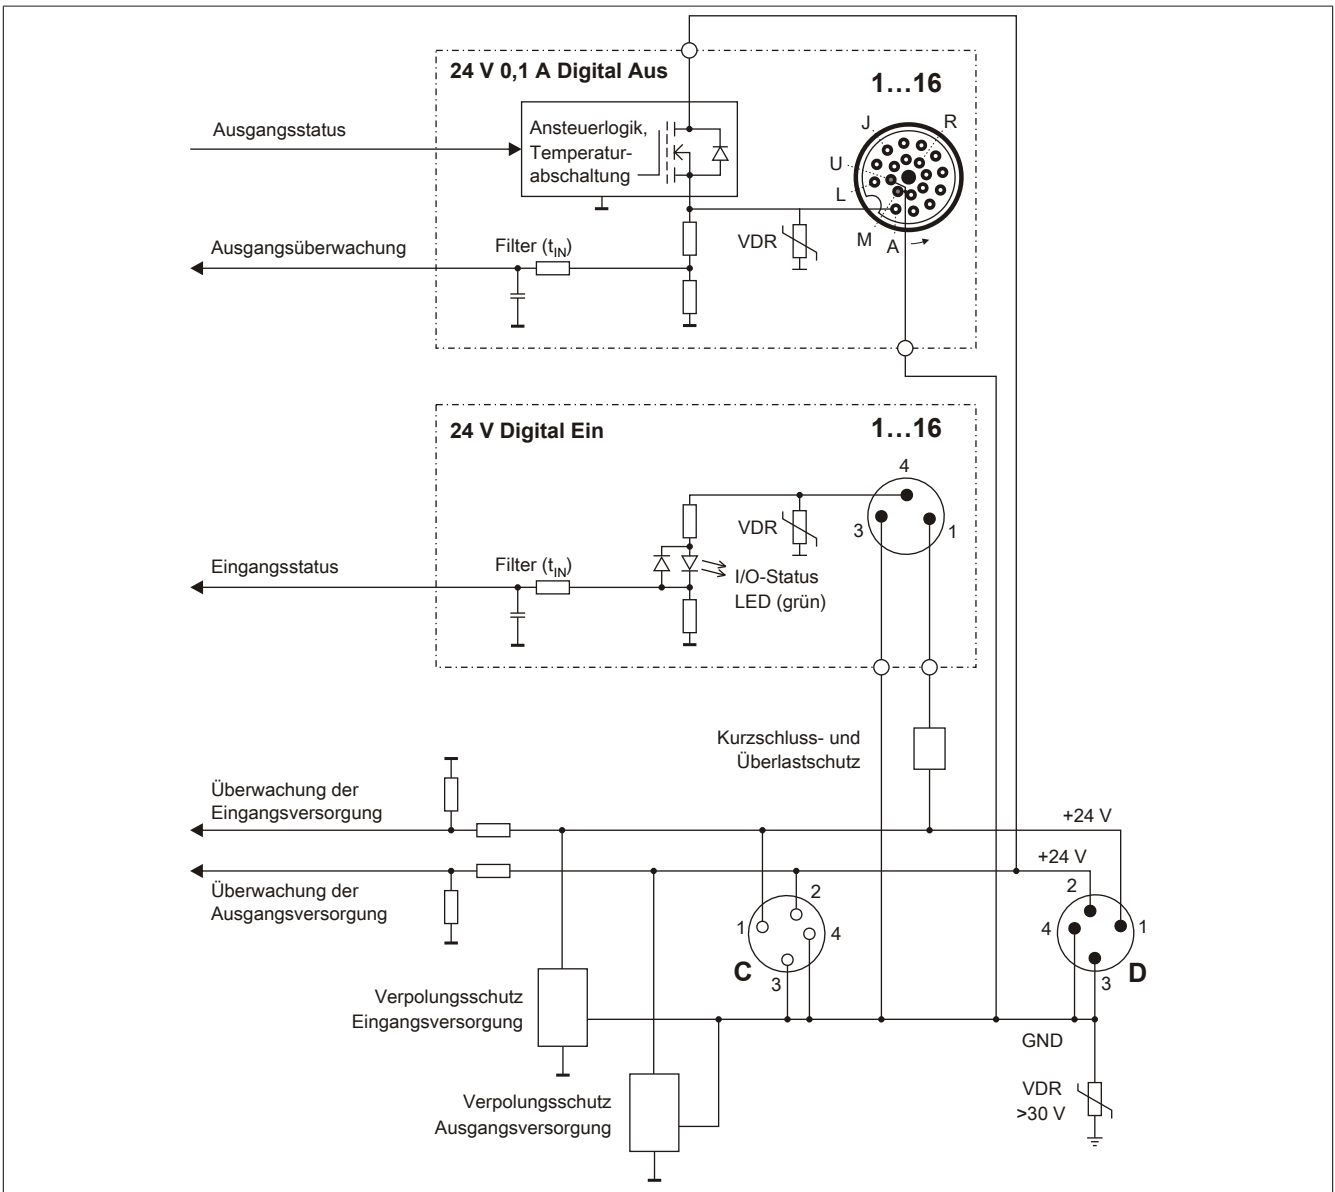 24 V 0,1 A Digital Aus
1…16
Ausgangsstatus
Ansteuerlogik,
Temperatur-
abschaltung
J
R
U
L
M
A
VDR
Ausgangsüberwachung
Filter (tIN)
24 V Digital Ein
1…16
4
3
1
VDR
Eingangsstatus
Filter (tIN)
I/O-Status
LED (grün)
Kurzschluss- und
Überlastschutz
Überwachung der
Eingangsversorgung
+24 V
+24 V
Überwachung der
Ausgangsversorgung
2
1
4
3
C
2
4
1
3
D
Verpolungsschutz
Eingangsversorgung
GND
VDR
>30 V
Verpolungsschutz
Ausgangsversorgung